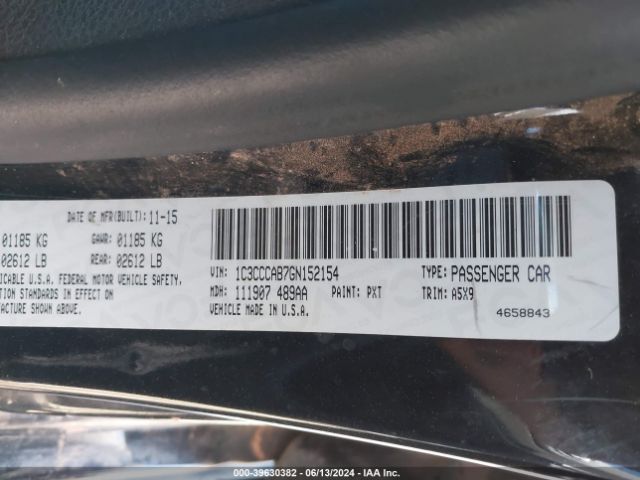 DATE OF MFR(BUILT): 11-15
01185 KG GAWR: 01185 KG
02612 LB REAR: 02612 LB
ICABLE U.S.A. FEDERAL MOTOR VEHICLE SAFETY
TION STANDARDS IN EFFECT ON
FACTURE SHOWN ABOVE.
VIN: 1C3CCCAB7GN152154 TYPE: PASSENGER CAR
MDH: 111907 489AA PAINT: PXT TRIM: A5X9
VEHICLE MADE IN U.S.A. 4658843
000-39630382 / 06/13/2024 / IAA Inc.